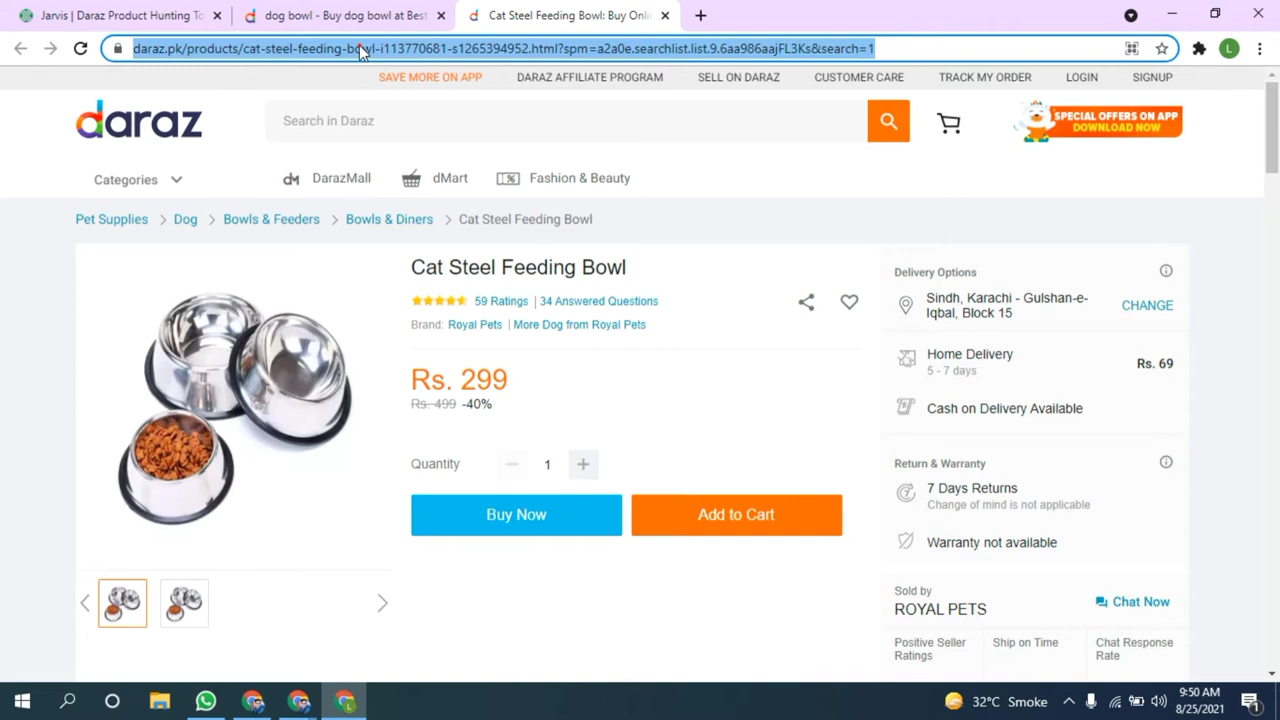 Jarvis | Daraz Product Hunting To
dog bowl - Buy dog bowl at Best
Cat Steel Feeding Bowl: Buy Onli
daraz.pk/products/cat-steel-feeding-bowl-i113770681-s1265394952.html?spm=a2a0e.searchlist.list.9.6aa986aajFL3Ks&search=1
L
SAVE MORE ON APP
DARAZ AFFILIATE PROGRAM
SELL ON DARAZ
CUSTOMER CARE
TRACK MY ORDER
LOGIN
SIGNUP
daraz
Search in Daraz
SPECIAL OFFERS ON APP
DOWNLOAD NOW
Categories
dm DarazMall
dMart
Fashion & Beauty
Pet Supplies
Dog
Bowls & Feeders
Bowls & Diners
Cat Steel Feeding Bowl
Cat Steel Feeding Bowl
59 Ratings | 34 Answered Questions
Brand: Royal Pets | More Dog from Royal Pets
Rs. 299
Rs. 499 -40%
Quantity
1
Buy Now
Add to Cart
Delivery Options
Sindh, Karachi - Gulshan-e-
Iqbal, Block 15
CHANGE
Home Delivery
5 - 7 days
Rs. 69
Cash on Delivery Available
Return & Warranty
7 Days Returns
Change of mind is not applicable
Warranty not available
Sold by
ROYAL PETS
Chat Now
Positive Seller
Ratings
Ship on Time
Chat Response
Rate
32°C Smoke
9:50 AM
8/25/2021
1